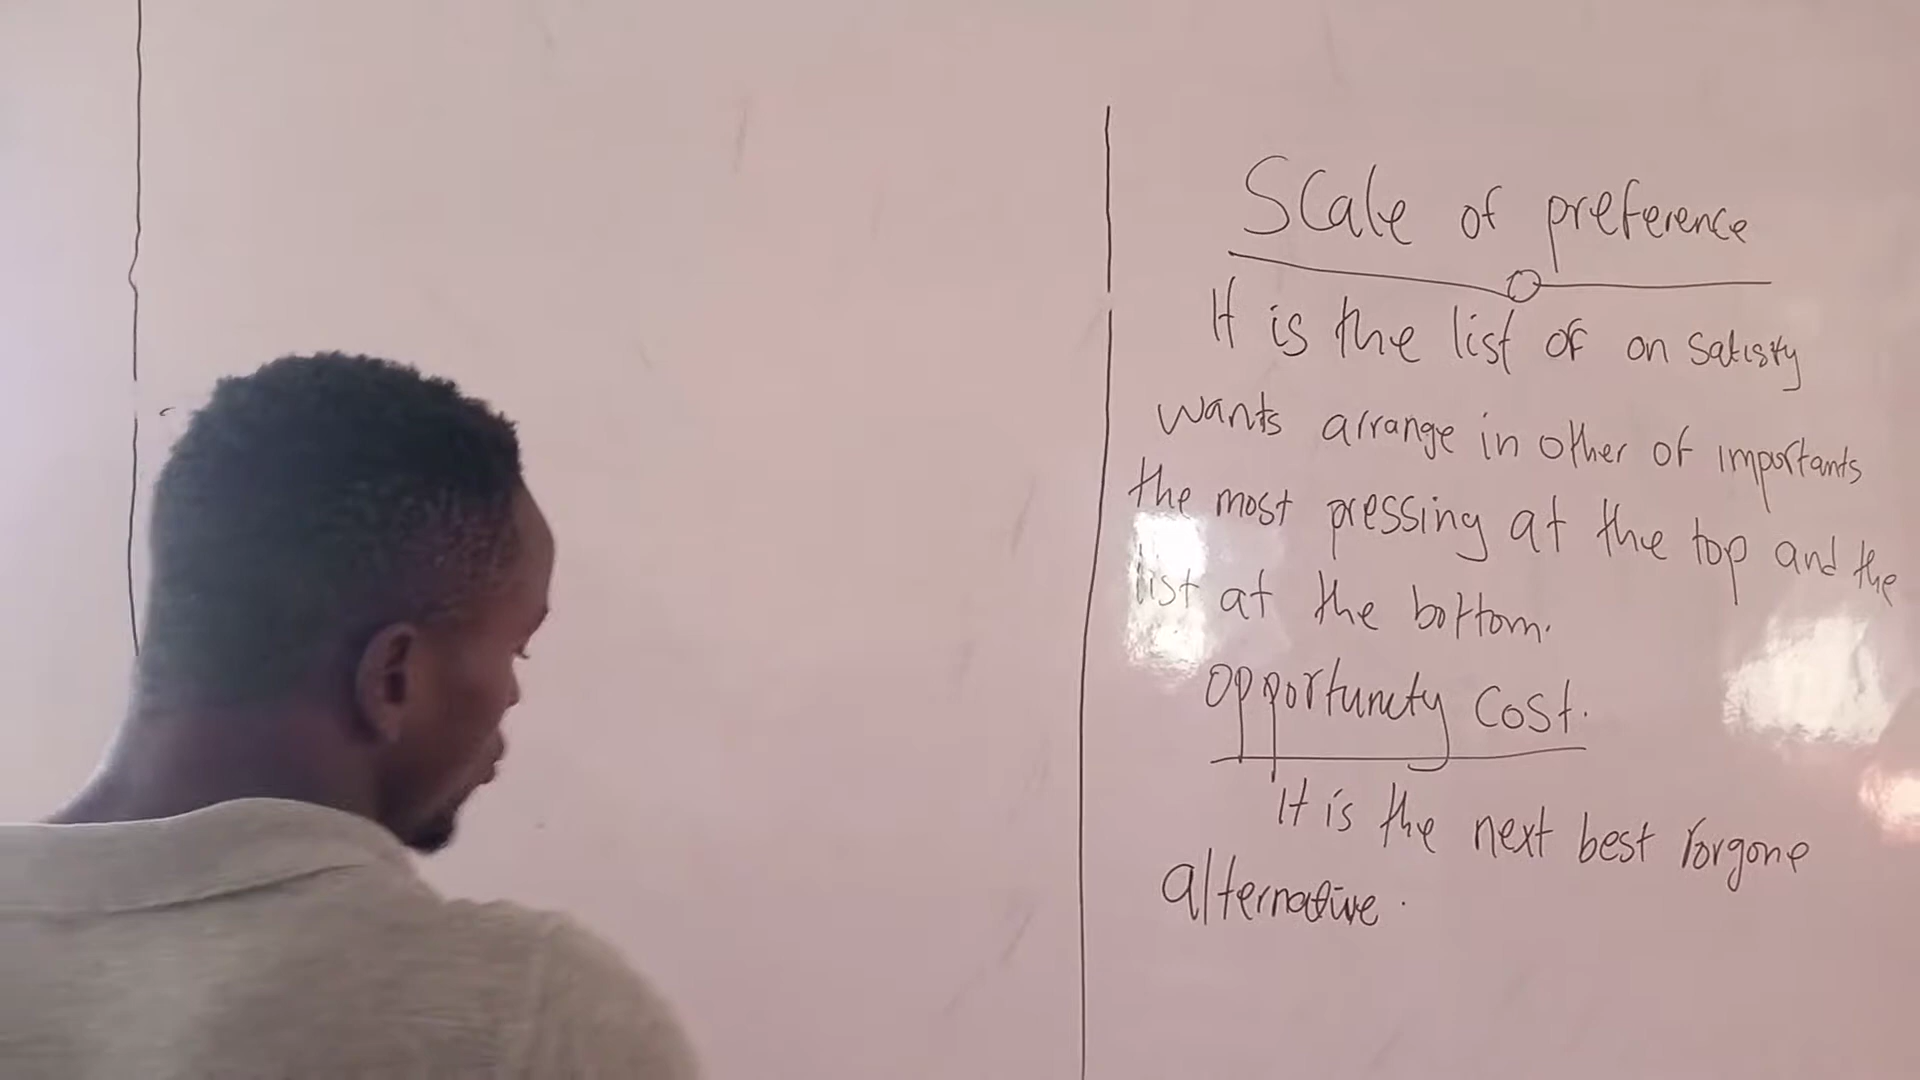 Scale of preference
It is the list of on satisfy
wants arrange in other of importants
the most pressing at the top and the
list at the bottom.
Opportunity Cost.
It is the next best forgone
alternative.